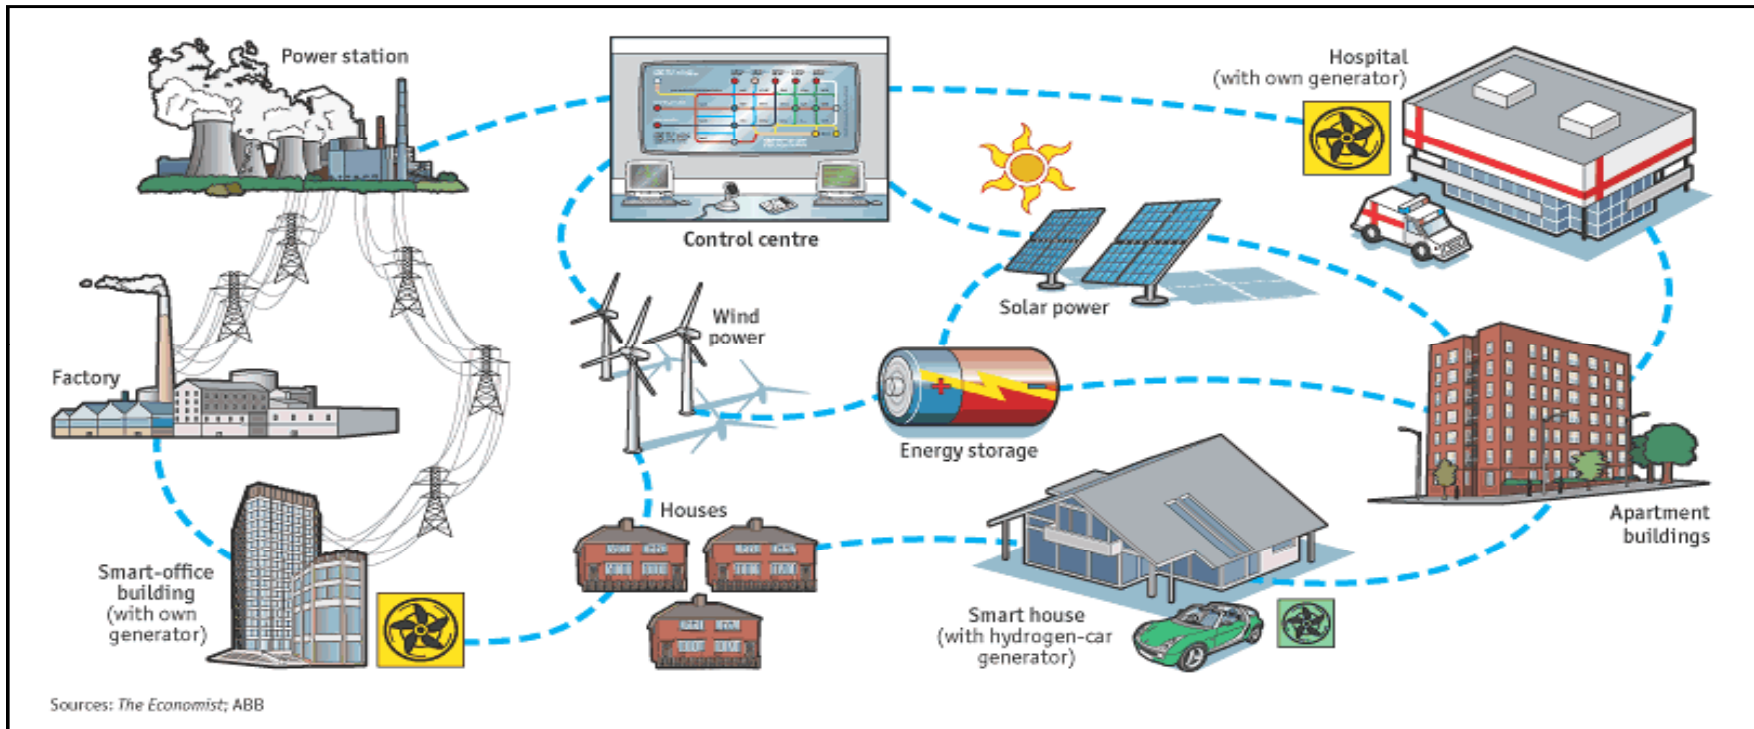 Power station
Hospital
(with own generator)
Control centre
Solar power
Wind
power
Factory
Energy storage
Houses
Apartment
buildings
Smart-office
building
(with own
generator)
Smart house
(with hydrogen-car
generator)
+
-
Sources: The Economist; ABB